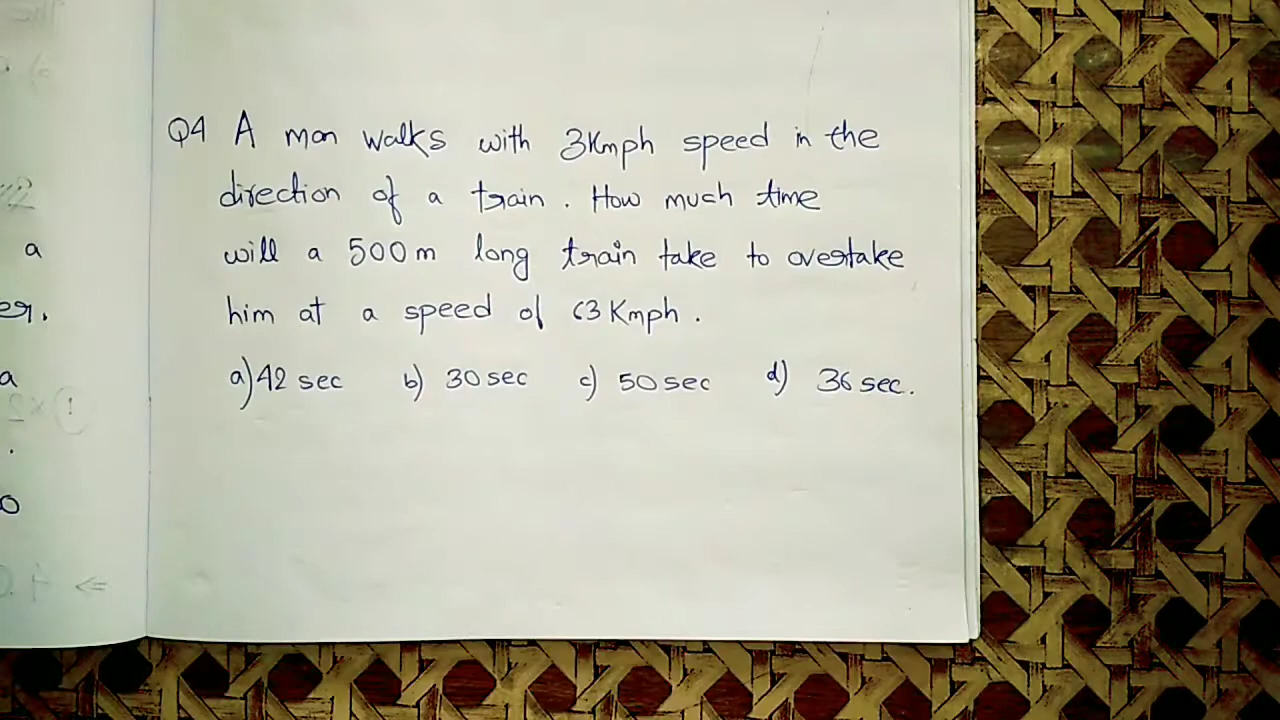 Q4 A man walks with 3Kmph speed in the
direction of a train. How much time
will a 500m long train take to overtake
him at a speed of 63 Kmph.
a) 42 sec b) 30 sec c) 50 sec d) 36 sec.
a
er.
a